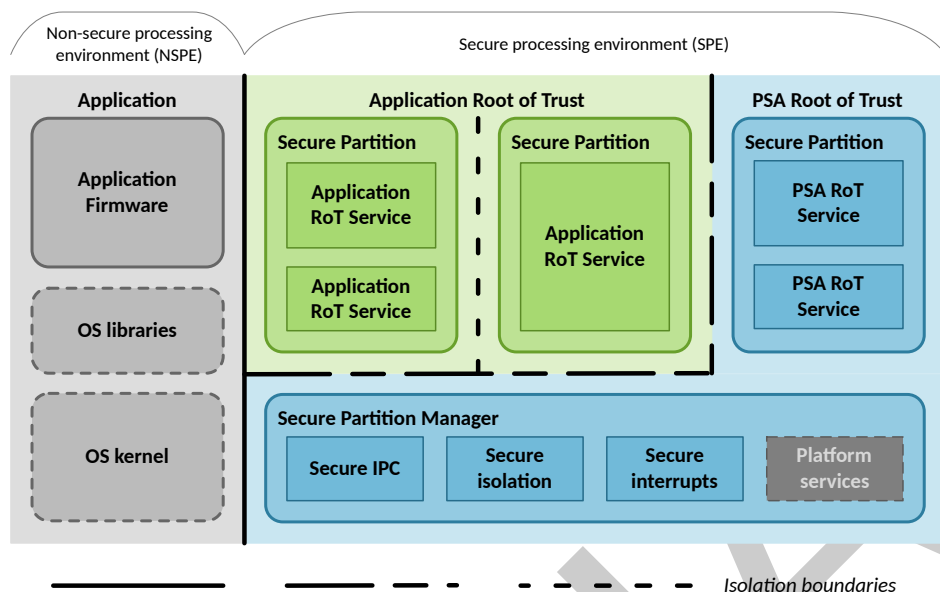 Non-secure processing
environment (NSPE)
Secure processing environment (SPE)
Application
Application Root of Trust
PSA Root of Trust
Application
Firmware
OS libraries
OS kernel
Secure Partition
Application
RoT Service
Application
RoT Service
Secure Partition
Application
RoT Service
Secure Partition
PSA RoT
Service
PSA RoT
Service
Secure Partition Manager
Secure IPC
Secure
isolation
Secure
interrupts
Platform
services
Isolation boundaries